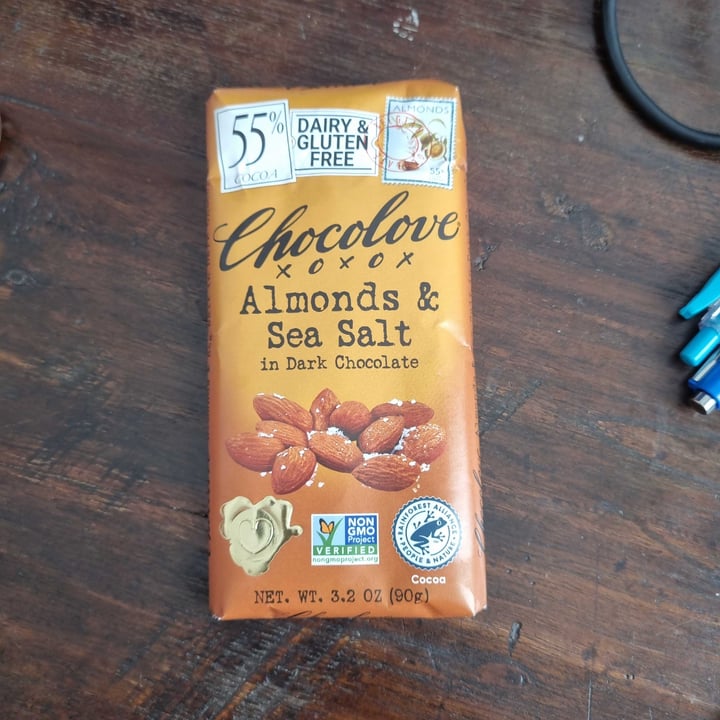 55%
COCOA
DAIRY &
GLUTEN
FREE
ALMONDS
55%
Chocolove
XOXOX
Almonds &
Sea Salt
in Dark Chocolate
NON
GMO
Project
VERIFIED
nongmoproject.org
RAINFOREST ALLIANCE
PEOPLE & NATURE
Cocoa
NET. WT. 3.2 OZ (90g)